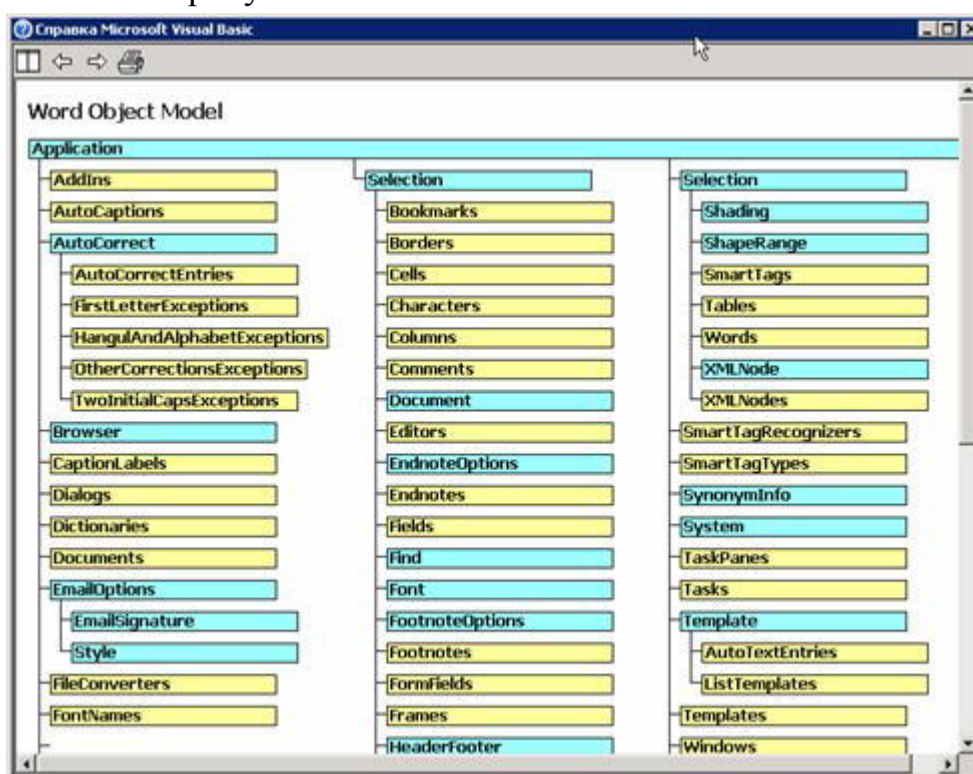 Справка Microsoft Visual Basic
Word Object Model
Application
AddIns
AutoCaptions
AutoCorrect
AutoCorrectEntries
FirstLetterExceptions
HangulAndAlphabetExceptions
OtherCorrectionsExceptions
TwoInitialCapsExceptions
Browser
CaptionLabels
Dialogs
Dictionaries
Documents
EmailOptions
EmailSignature
Style
FileConverters
FontNames
Selection
Bookmarks
Borders
Cells
Characters
Columns
Comments
Document
Editors
EndnoteOptions
Endnotes
Fields
Find
Font
FootnoteOptions
Footnotes
FormFields
Frames
HeaderFooter
Selection
Shading
ShapeRange
SmartTags
Tables
Words
XMLNode
XMLNodes
SmartTagRecognizers
SmartTagTypes
SynonymInfo
System
TaskPanes
Tasks
Template
AutoTextEntries
ListTemplates
Templates
Windows